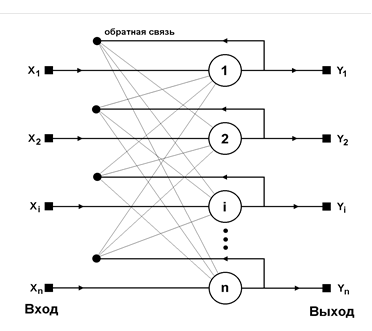 обратная связь
X1 1 Y1
X2 2 Y2
Xi i Yi
Xn n Yn
Вход Выход